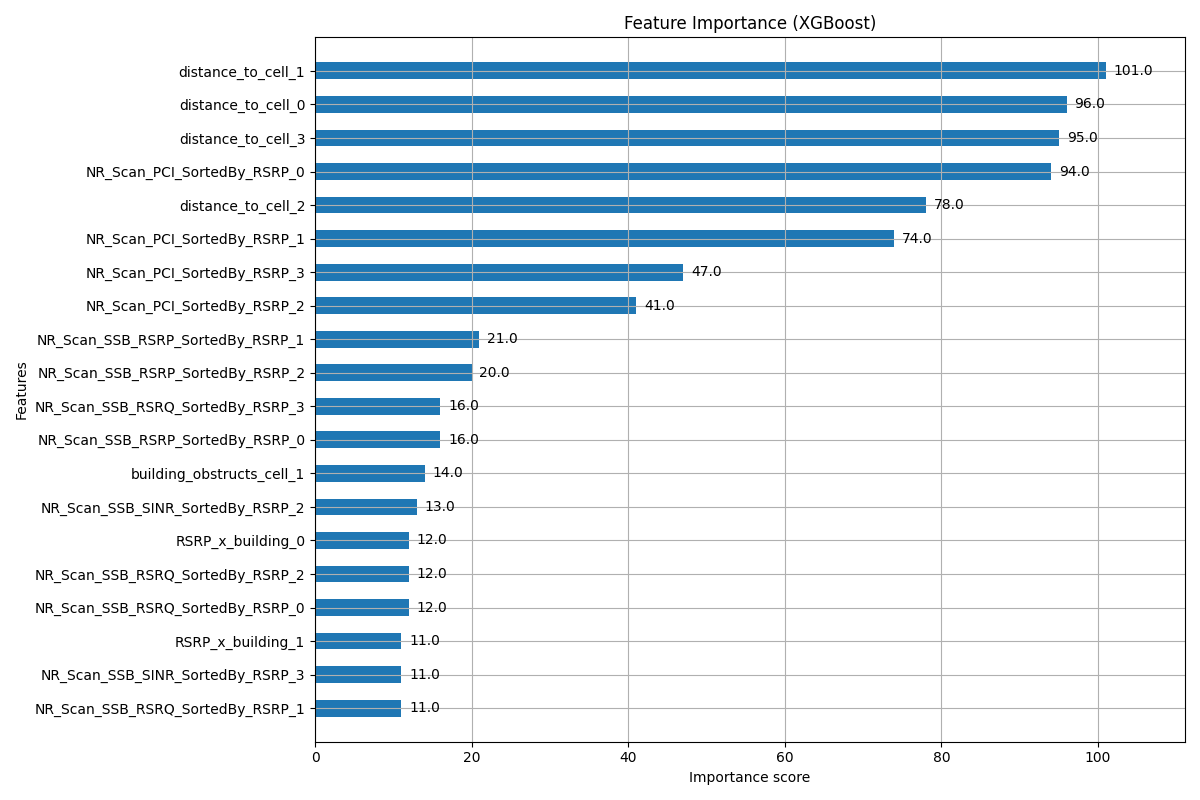 Feature Importance (XGBoost)
distance_to_cell_1 101.0
distance_to_cell_0 96.0
distance_to_cell_3 95.0
NR_Scan_PCI_SortedBy_RSRP_0 94.0
distance_to_cell_2 78.0
NR_Scan_PCI_SortedBy_RSRP_1 74.0
NR_Scan_PCI_SortedBy_RSRP_3 47.0
NR_Scan_PCI_SortedBy_RSRP_2 41.0
NR_Scan_SSB_RSRP_SortedBy_RSRP_1 21.0
NR_Scan_SSB_RSRP_SortedBy_RSRP_2 20.0
Features
NR_Scan_SSB_RSRQ_SortedBy_RSRP_3 16.0
NR_Scan_SSB_RSRP_SortedBy_RSRP_0 16.0
building_obstructs_cell_1 14.0
NR_Scan_SSB_SINR_SortedBy_RSRP_2 13.0
RSRP_x_building_0 12.0
NR_Scan_SSB_RSRQ_SortedBy_RSRP_2 12.0
NR_Scan_SSB_RSRQ_SortedBy_RSRP_0 12.0
RSRP_x_building_1 11.0
NR_Scan_SSB_SINR_SortedBy_RSRP_3 11.0
NR_Scan_SSB_RSRQ_SortedBy_RSRP_1 11.0
0 20 40 60 80 100
Importance score